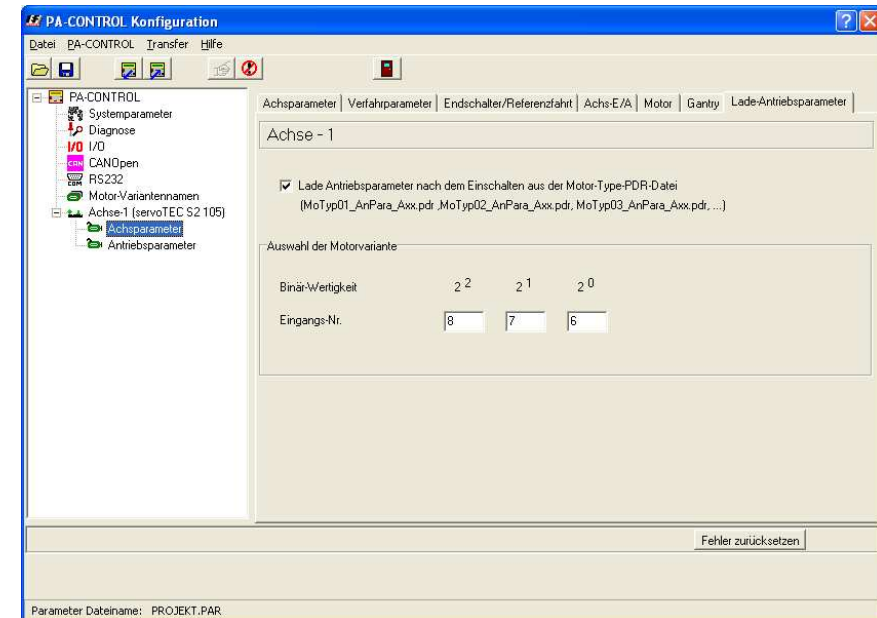 PA-CONTROL Konfiguration
Datei PA-CONTROL Transfer Hilfe
PA-CONTROL
Systemparameter
Diagnose
I/O I/O
CAN CANOpen
COM RS232
Motor-Variantennamen
Achse-1 (servoTEC S2 105)
Achsparameter
Antriebsparameter
Achsparameter Verfahrparameter Endschalter/Referenzfahrt Achs-E/A Motor Gantry Lade-Antriebsparameter
Achse - 1
Lade Antriebsparameter nach dem Einschalten aus der Motor-Type-PDR-Datei
(MoTyp01_AnPara_Axx.pdr ,MoTyp02_AnPara_Axx.pdr, MoTyp03_AnPara_Axx.pdr, ...)
Auswahl der Motorvariante
Binär-Wertigkeit 2 2 2 1 2 0
Eingangs-Nr. 8 7 6
Fehler zurücksetzen
Parameter Dateiname: PROJEKT.PAR